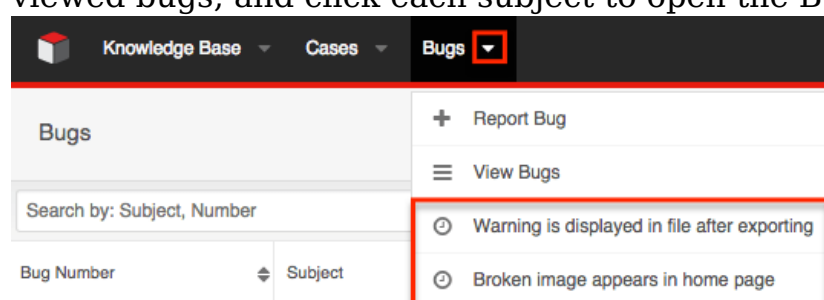 viewed bugs, and click each subject to open the B
Knowledge Base Cases Bugs
Bugs
Report Bug
View Bugs
Search by: Subject, Number
Warning is displayed in file after exporting
Bug Number Subject
Broken image appears in home page